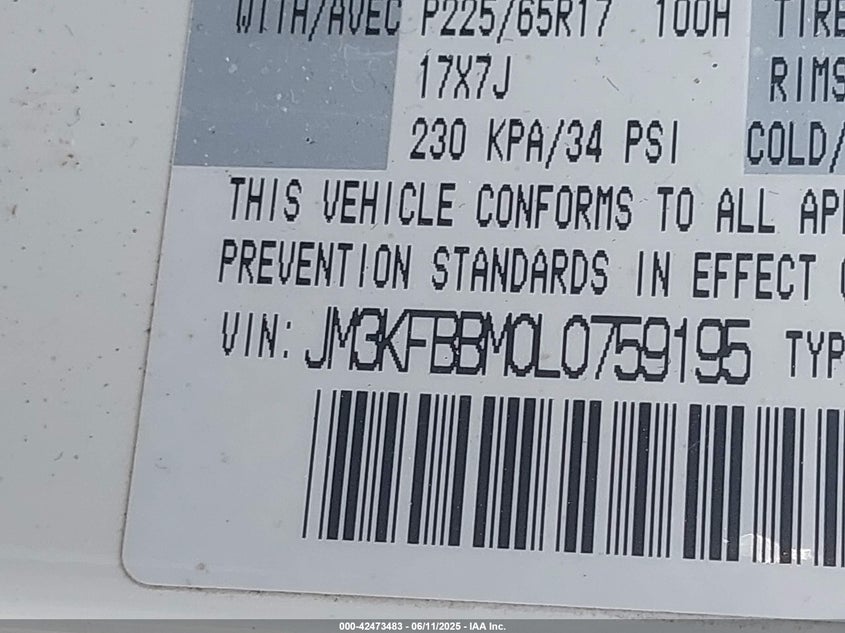 WITH/AVEC P225/65R17 100H TIRE
17X7J RIMS
230 KPA/34 PSI COLD/
THIS VEHICLE CONFORMS TO ALL AP
PREVENTION STANDARDS IN EFFECT
VIN: JM3KFBBM0L0759195 TYP
000-42473483 - 06/11/2025 - IAA Inc.